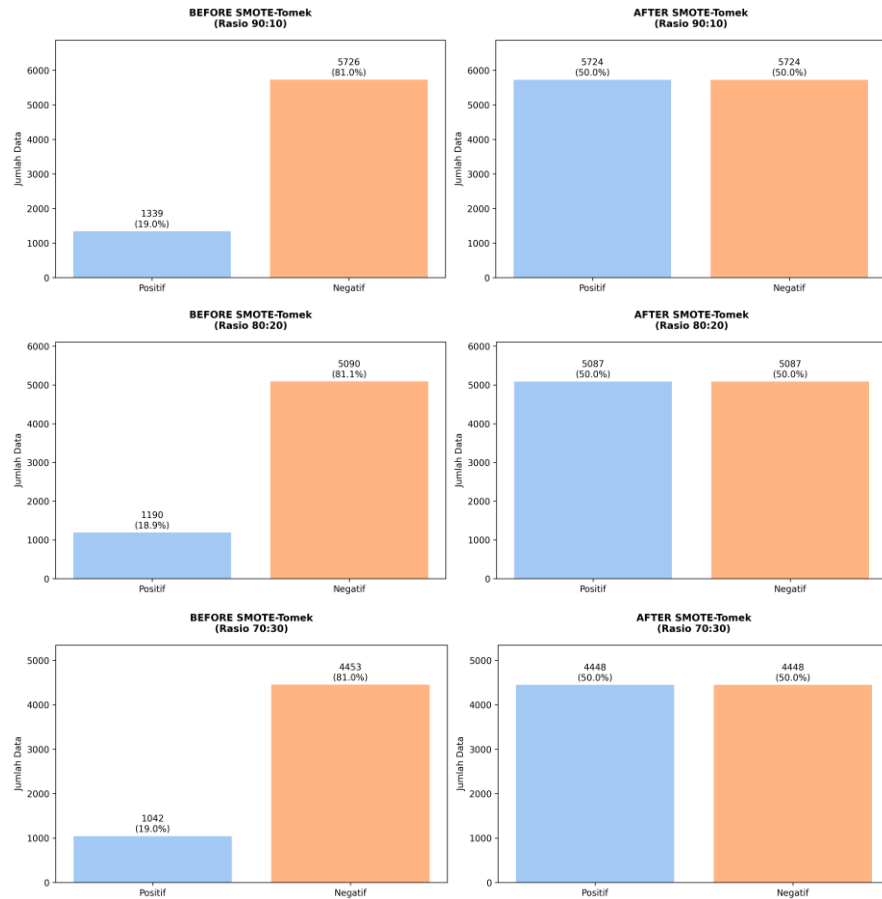 BEFORE SMOTE-Tomek
(Rasio 90:10)
Jumlah Data
6000
5000
4000
3000
2000
1000
0
1339
(19.0%)
5726
(81.0%)
Positif
Negatif
AFTER SMOTE-Tomek
(Rasio 90:10)
Jumlah Data
6000
5000
4000
3000
2000
1000
0
5724
(50.0%)
5724
(50.0%)
Positif
Negatif
BEFORE SMOTE-Tomek
(Rasio 80:20)
Jumlah Data
6000
5000
4000
3000
2000
1000
0
1190
(18.9%)
5090
(81.1%)
Positif
Negatif
AFTER SMOTE-Tomek
(Rasio 80:20)
Jumlah Data
6000
5000
4000
3000
2000
1000
0
5087
(50.0%)
5087
(50.0%)
Positif
Negatif
BEFORE SMOTE-Tomek
(Rasio 70:30)
Jumlah Data
5000
4000
3000
2000
1000
0
1042
(19.0%)
4453
(81.0%)
Positif
Negatif
AFTER SMOTE-Tomek
(Rasio 70:30)
Jumlah Data
5000
4000
3000
2000
1000
0
4448
(50.0%)
4448
(50.0%)
Positif
Negatif